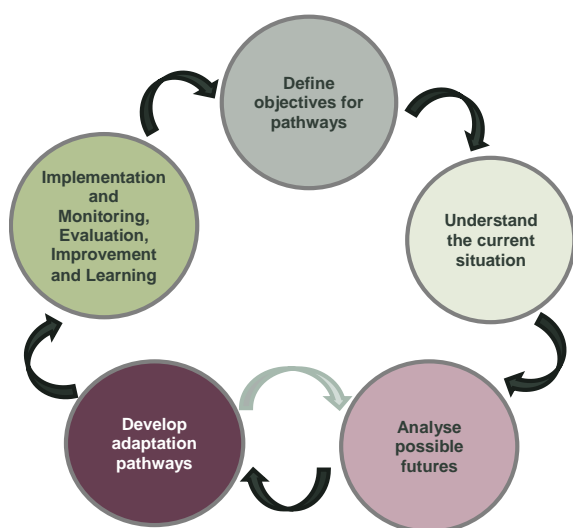 Define
objectives for
pathways
Understand
the current
situation
Analyse
possible
futures
Develop
adaptation
pathways
Implementation
and
Monitoring,
Evaluation,
Improvement
and Learning